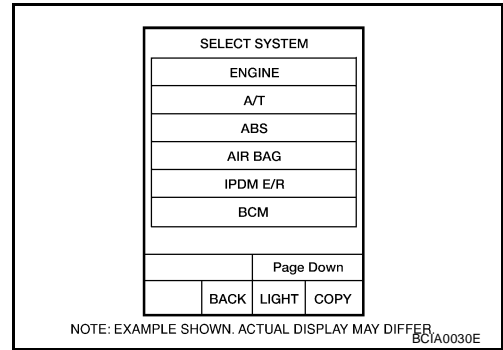 SELECT SYSTEM
ENGINE
A/T
ABS
AIR BAG
IPDM E/R
BCM
Page Down
BACK LIGHT COPY
NOTE: EXAMPLE SHOWN. ACTUAL DISPLAY MAY DIFFER.
BCIA0030E